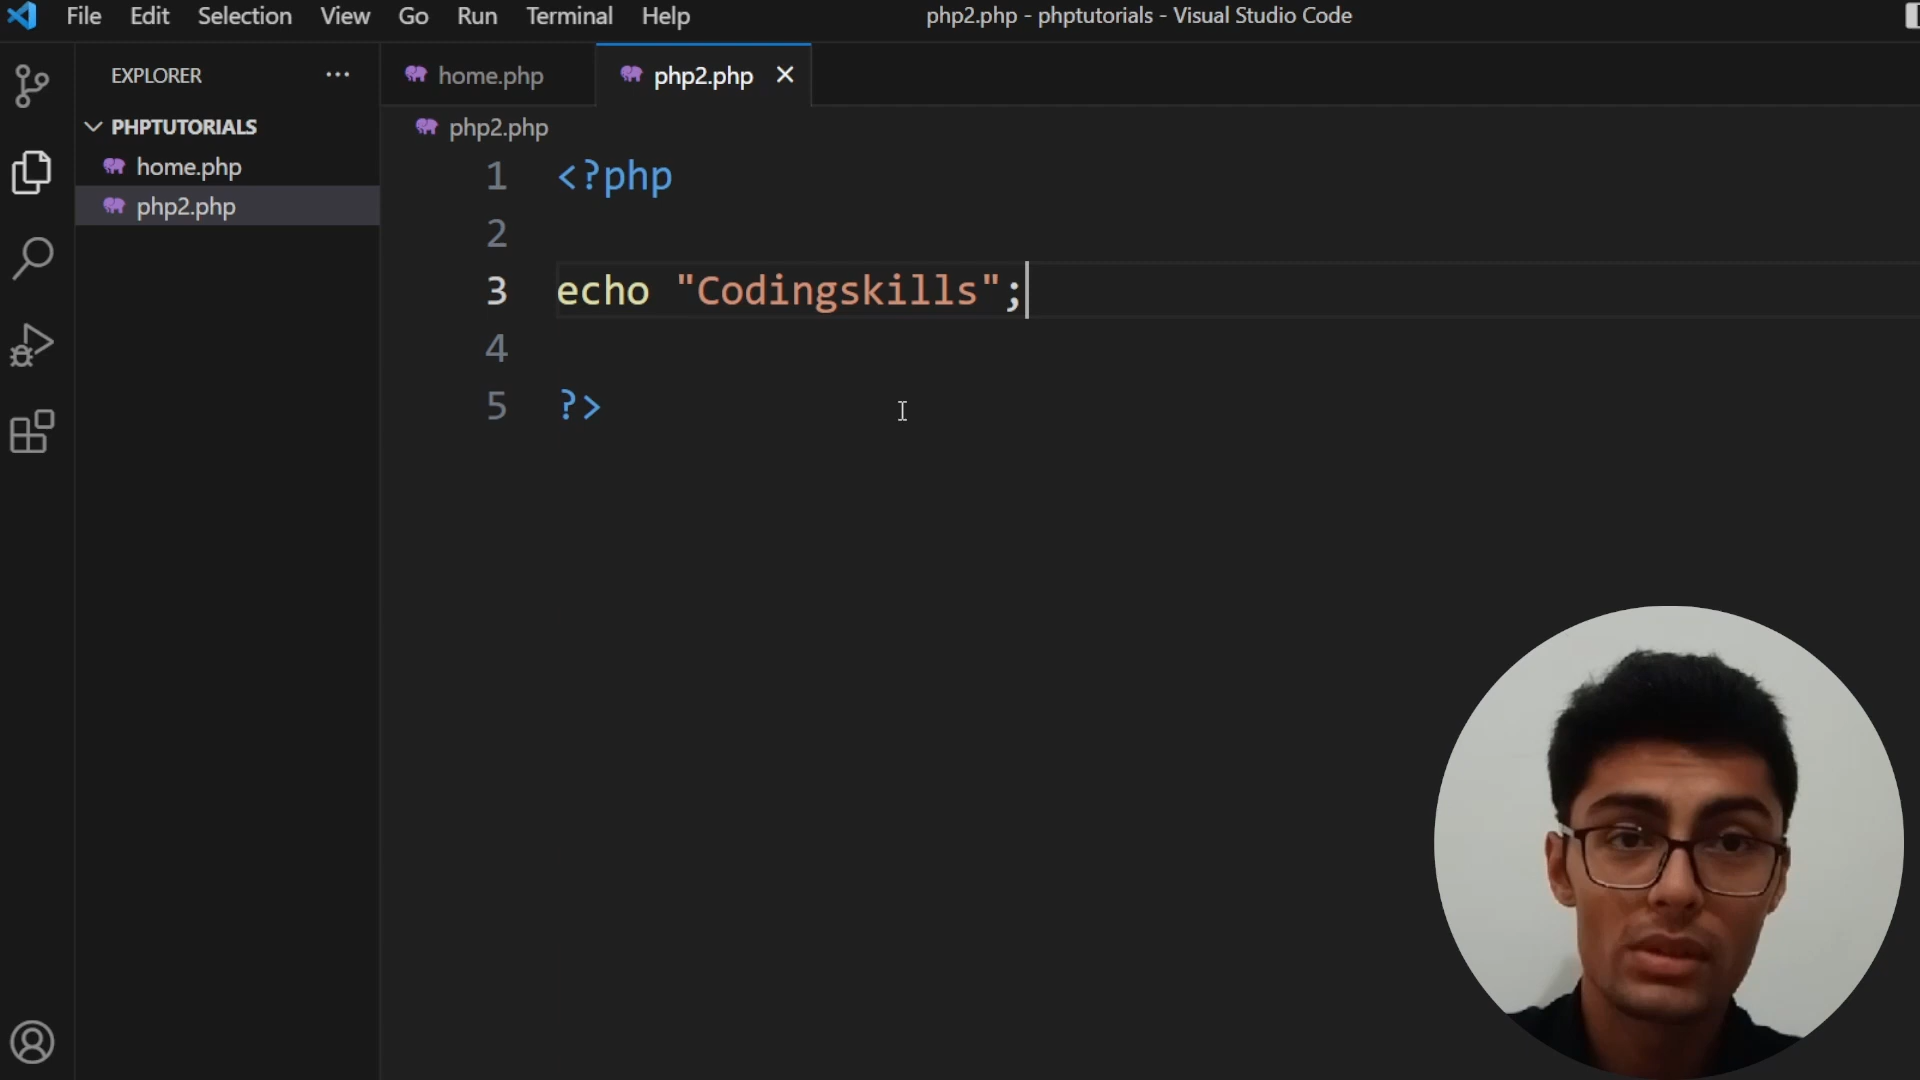 File Edit Selection View Go Run Terminal Help
php2.php - phptutorials - Visual Studio Code
EXPLORER
PHPTUTORIALS
home.php
php2.php
home.php
php2.php
php2.php
1 <?php
2
3 echo "Codingskills";
4
5 ?>